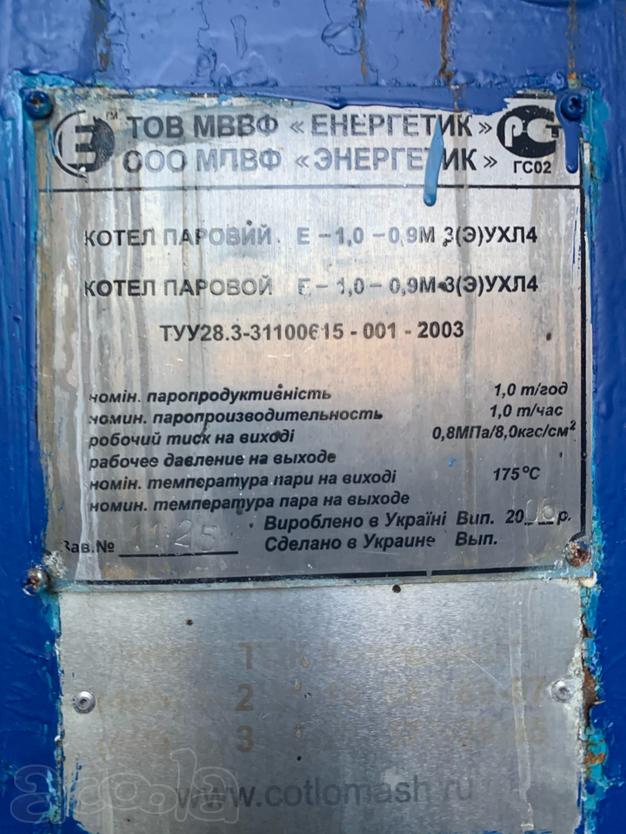 ТОВ МВВФ « ЕНЕРГЕТИК »
ООО МПВФ «ЭНЕРГЕТИК»
ГС02
КОТЕЛ ПАРОВИЙ Е – 1,0 – 0,9М 3(Э)УХЛ4
КОТЕЛ ПАРОВОЙ Е – 1,0 – 0,9М-3(Э)УХЛ4
ТУУ28.3-31100615 - 001 - 2003
номін. паропродуктивність 1,0 т/год
номин. паропроизводительность 1,0 т/час
робочий тиск на виході 0,8МПа/8,0кгс/см²
рабочее давление на выходе
номін. температура пари на виході 175°С
номин. температура пара на выходе
Вироблено в Україні Вип. 20 р.
Зав.№ 1125 Сделано в Украине Вып.
1
2
3
www.cotlomash.ru